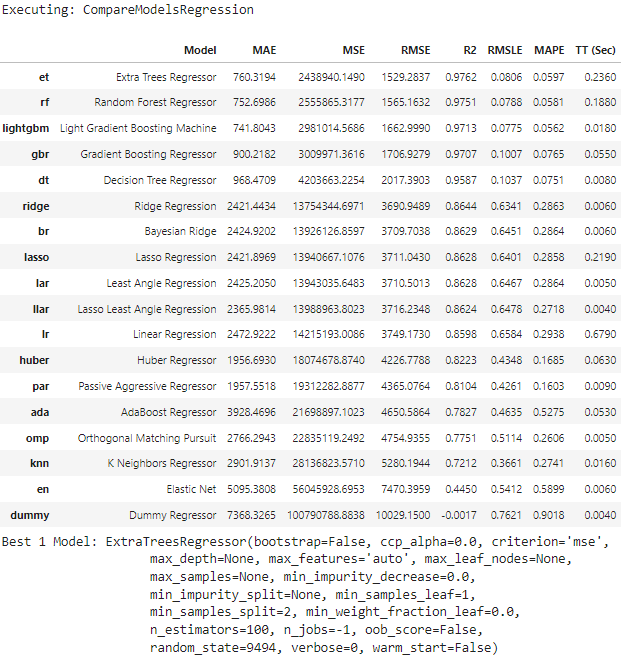 Executing: CompareModelsRegression
Model MAE MSE RMSE R2 RMSLE MAPE TT (Sec)
et Extra Trees Regressor 760.3194 2438940.1490 1529.2837 0.9762 0.0806 0.0597 0.2360
rf Random Forest Regressor 752.6986 2555865.3177 1565.1632 0.9751 0.0788 0.0581 0.1880
lightgbm Light Gradient Boosting Machine 741.8043 2981014.5686 1662.9990 0.9713 0.0775 0.0562 0.0180
gbr Gradient Boosting Regressor 900.2182 3009971.3616 1706.9279 0.9707 0.1007 0.0765 0.0550
dt Decision Tree Regressor 968.4709 4203663.2254 2017.3903 0.9587 0.1037 0.0751 0.0080
ridge Ridge Regression 2421.4434 13754344.6971 3690.9489 0.8644 0.6341 0.2863 0.0060
br Bayesian Ridge 2424.9202 13926126.8597 3709.7038 0.8629 0.6451 0.2864 0.0060
lasso Lasso Regression 2421.8969 13940667.1076 3711.0430 0.8628 0.6401 0.2858 0.2190
lar Least Angle Regression 2425.2050 13943035.6483 3710.5013 0.8628 0.6467 0.2864 0.0050
llar Lasso Least Angle Regression 2365.9814 13988963.8023 3716.2348 0.8624 0.6478 0.2718 0.0040
lr Linear Regression 2472.9222 14215193.0086 3749.1730 0.8598 0.6584 0.2938 0.6790
huber Huber Regressor 1956.6930 18074678.8740 4226.7788 0.8223 0.4348 0.1685 0.0630
par Passive Aggressive Regressor 1957.5518 19312282.8877 4365.0764 0.8104 0.4261 0.1603 0.0090
ada AdaBoost Regressor 3928.4696 21698897.1023 4650.5864 0.7827 0.4635 0.5275 0.0530
omp Orthogonal Matching Pursuit 2766.2943 22835119.2492 4754.9355 0.7751 0.5114 0.2606 0.0050
knn K Neighbors Regressor 2901.9137 28136823.5710 5280.1944 0.7212 0.3661 0.2741 0.0160
en Elastic Net 5095.3808 56045928.6953 7470.3959 0.4450 0.5412 0.5899 0.0060
dummy Dummy Regressor 7368.3265 100790788.8838 10029.1500 -0.0017 0.7621 0.9018 0.0040
Best 1 Model: ExtraTreesRegressor(bootstrap=False, ccp_alpha=0.0, criterion='mse',
max_depth=None, max_features='auto', max_leaf_nodes=None,
max_samples=None, min_impurity_decrease=0.0,
min_impurity_split=None, min_samples_leaf=1,
min_samples_split=2, min_weight_fraction_leaf=0.0,
n_estimators=100, n_jobs=-1, oob_score=False,
random_state=9494, verbose=0, warm_start=False)